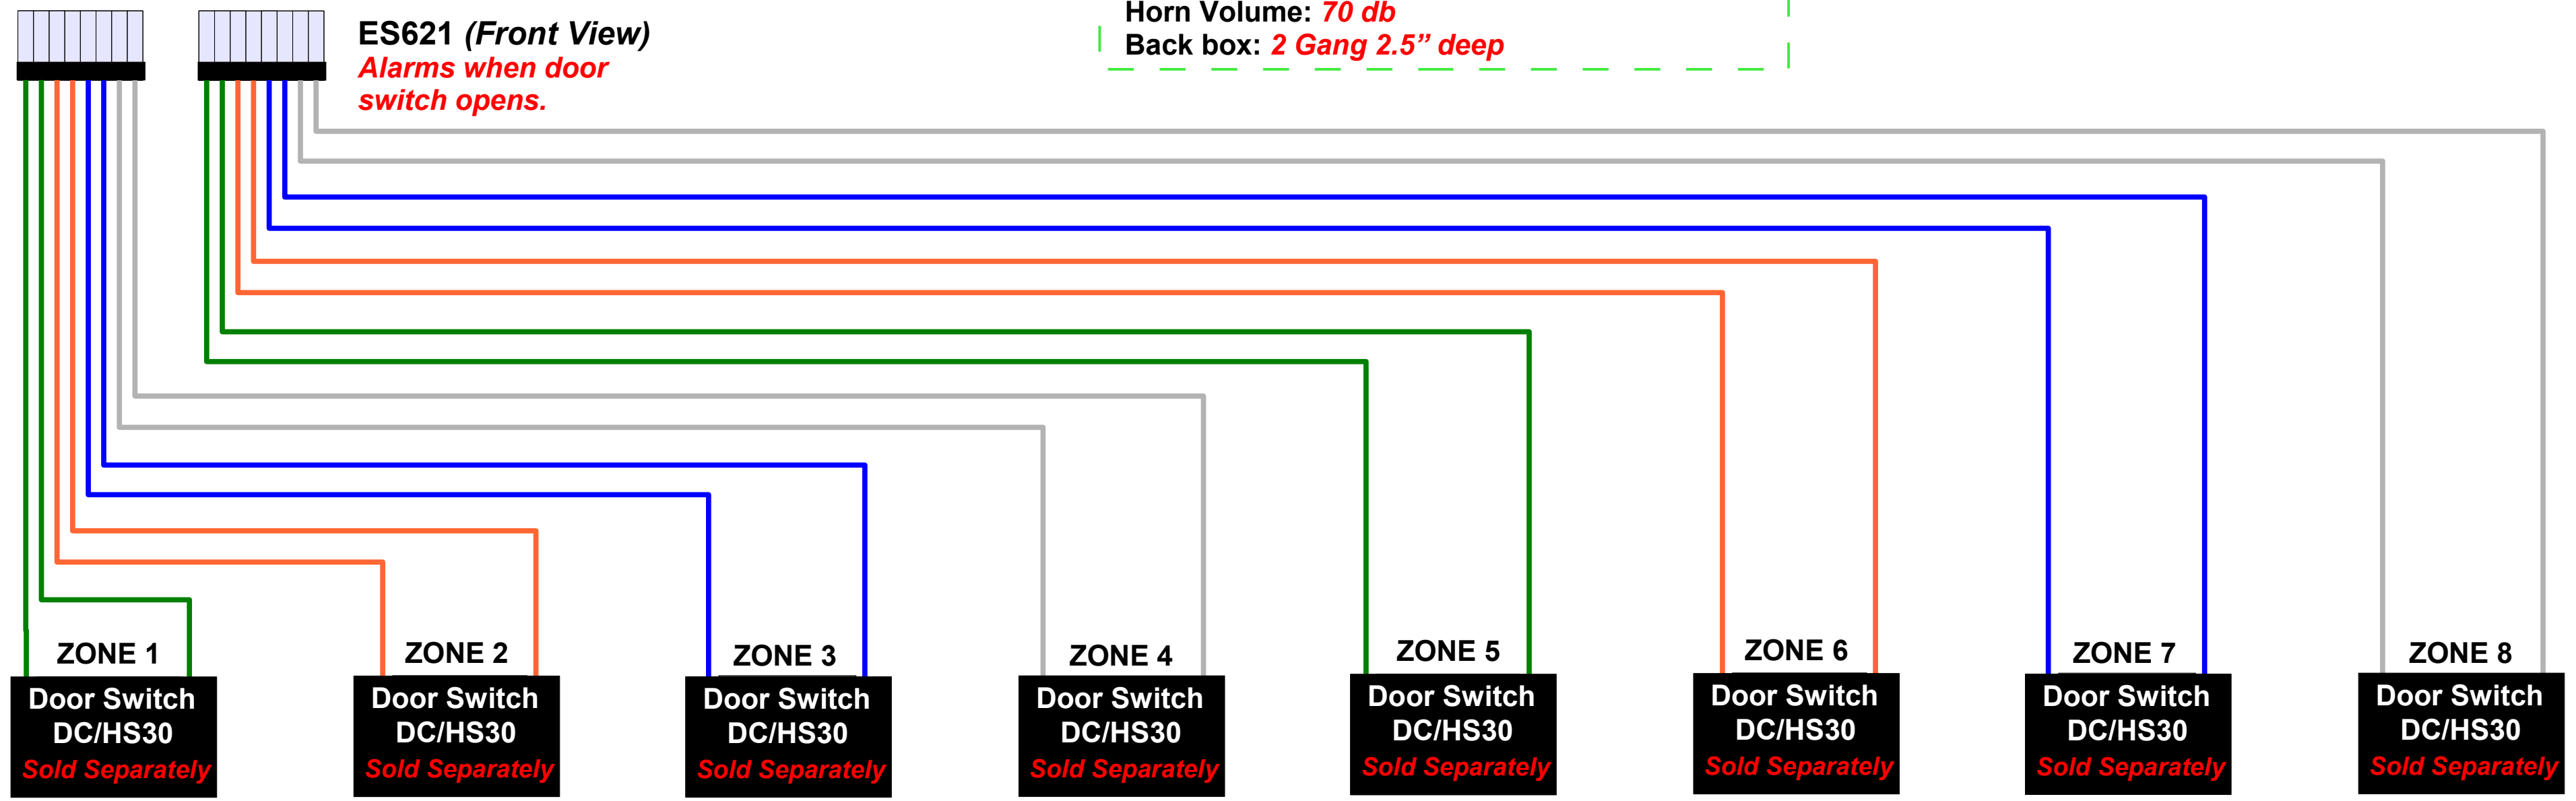 Horn Volume: 70 db
Back box: 2 Gang 2.5” deep
ES621 (Front View)
Alarms when door
switch opens.
ZONE 1
Door Switch
DC/HS30
Sold Separately
ZONE 2
Door Switch
DC/HS30
Sold Separately
ZONE 3
Door Switch
DC/HS30
Sold Separately
ZONE 4
Door Switch
DC/HS30
Sold Separately
ZONE 5
Door Switch
DC/HS30
Sold Separately
ZONE 6
Door Switch
DC/HS30
Sold Separately
ZONE 7
Door Switch
DC/HS30
Sold Separately
ZONE 8
Door Switch
DC/HS30
Sold Separately